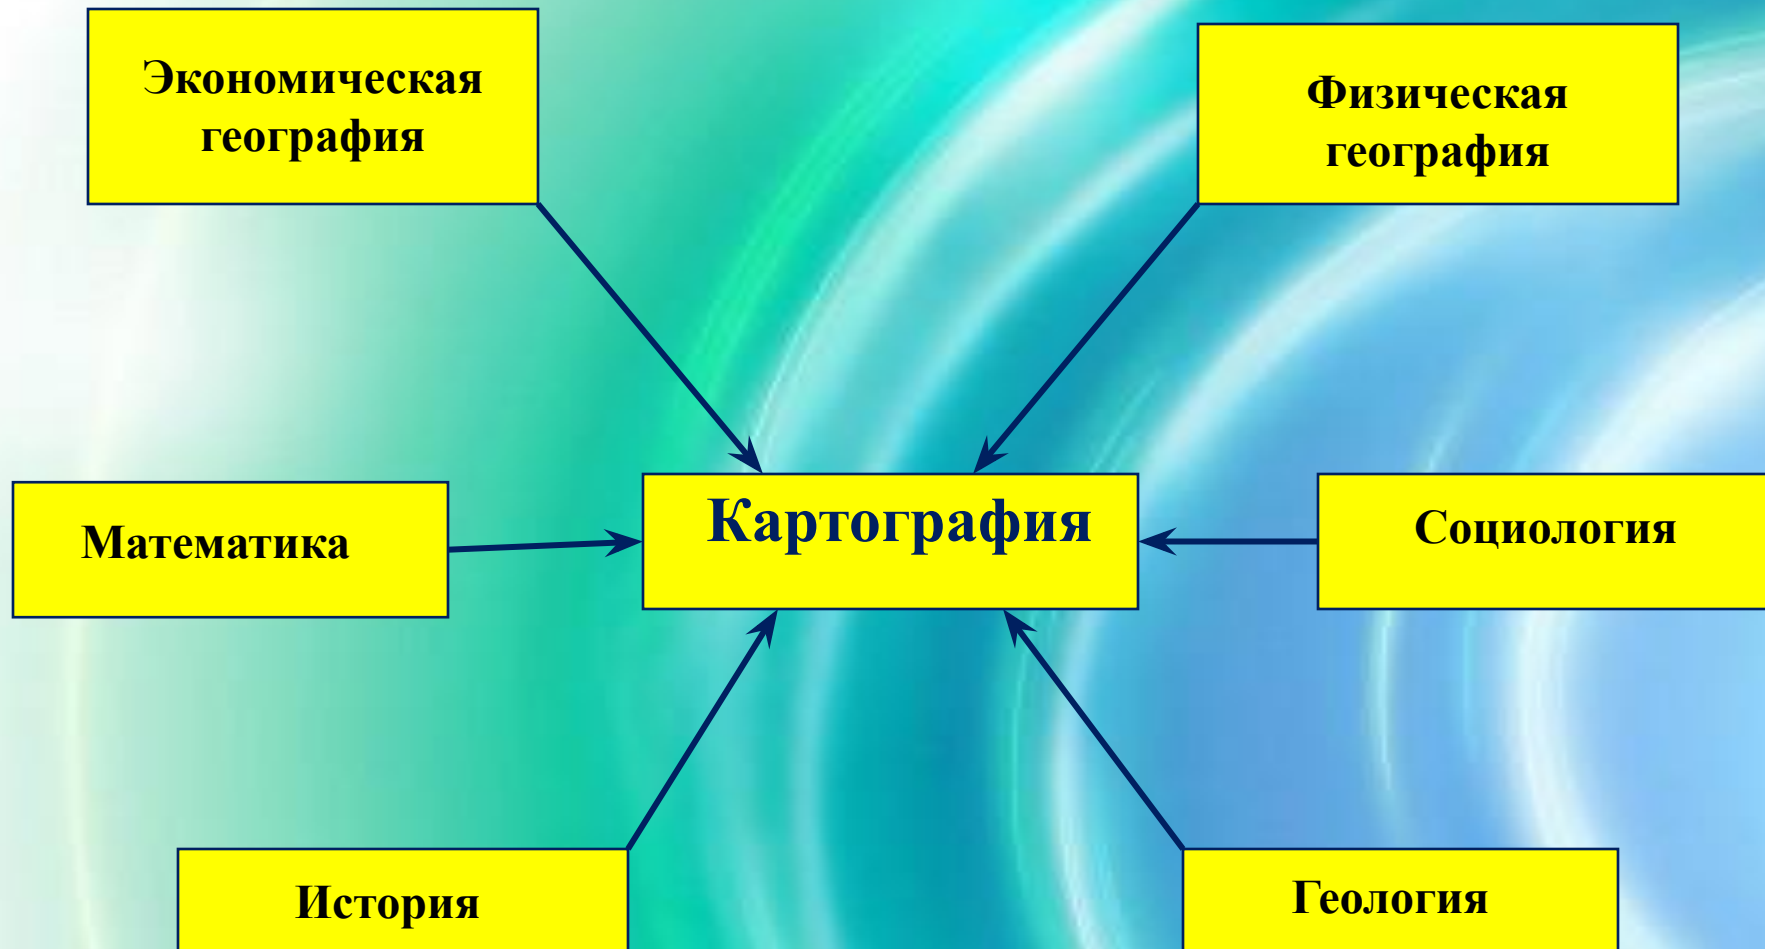 Экономическая
география
Физическая
география
Математика
Картография
Социология
История
Геология